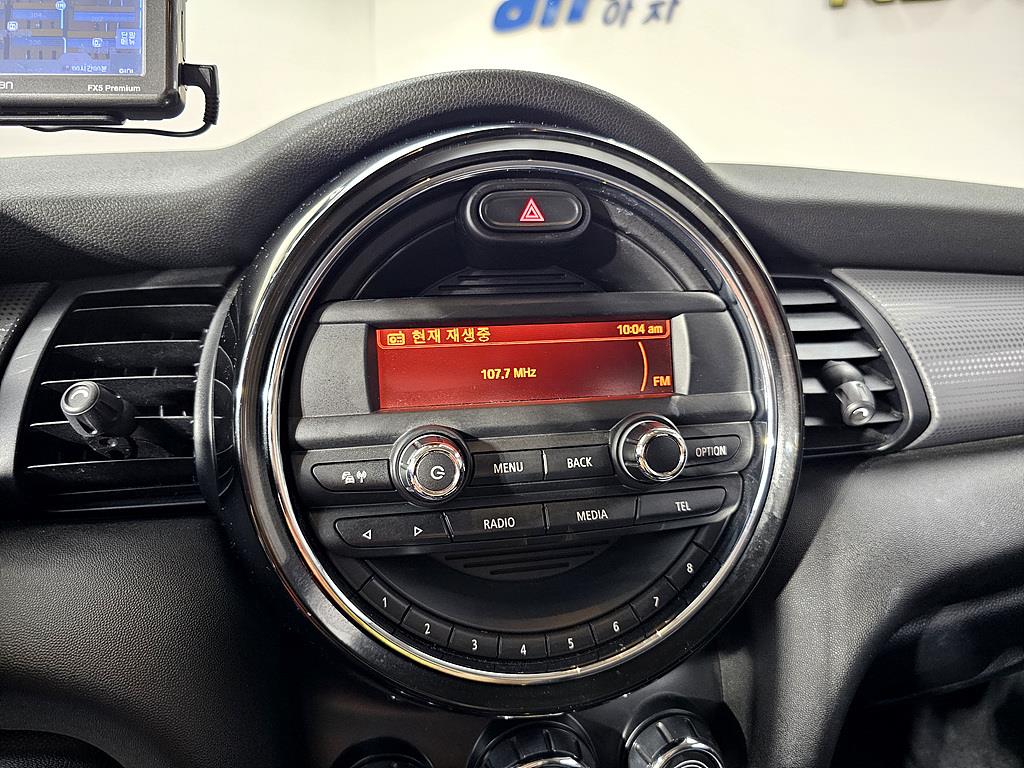 아자
FX5 Premium
현재 재생중 10:04 am
107.7 MHz
FM
MENU BACK OPTION
RADIO MEDIA TEL
1 2 3 4 5 6 7 8